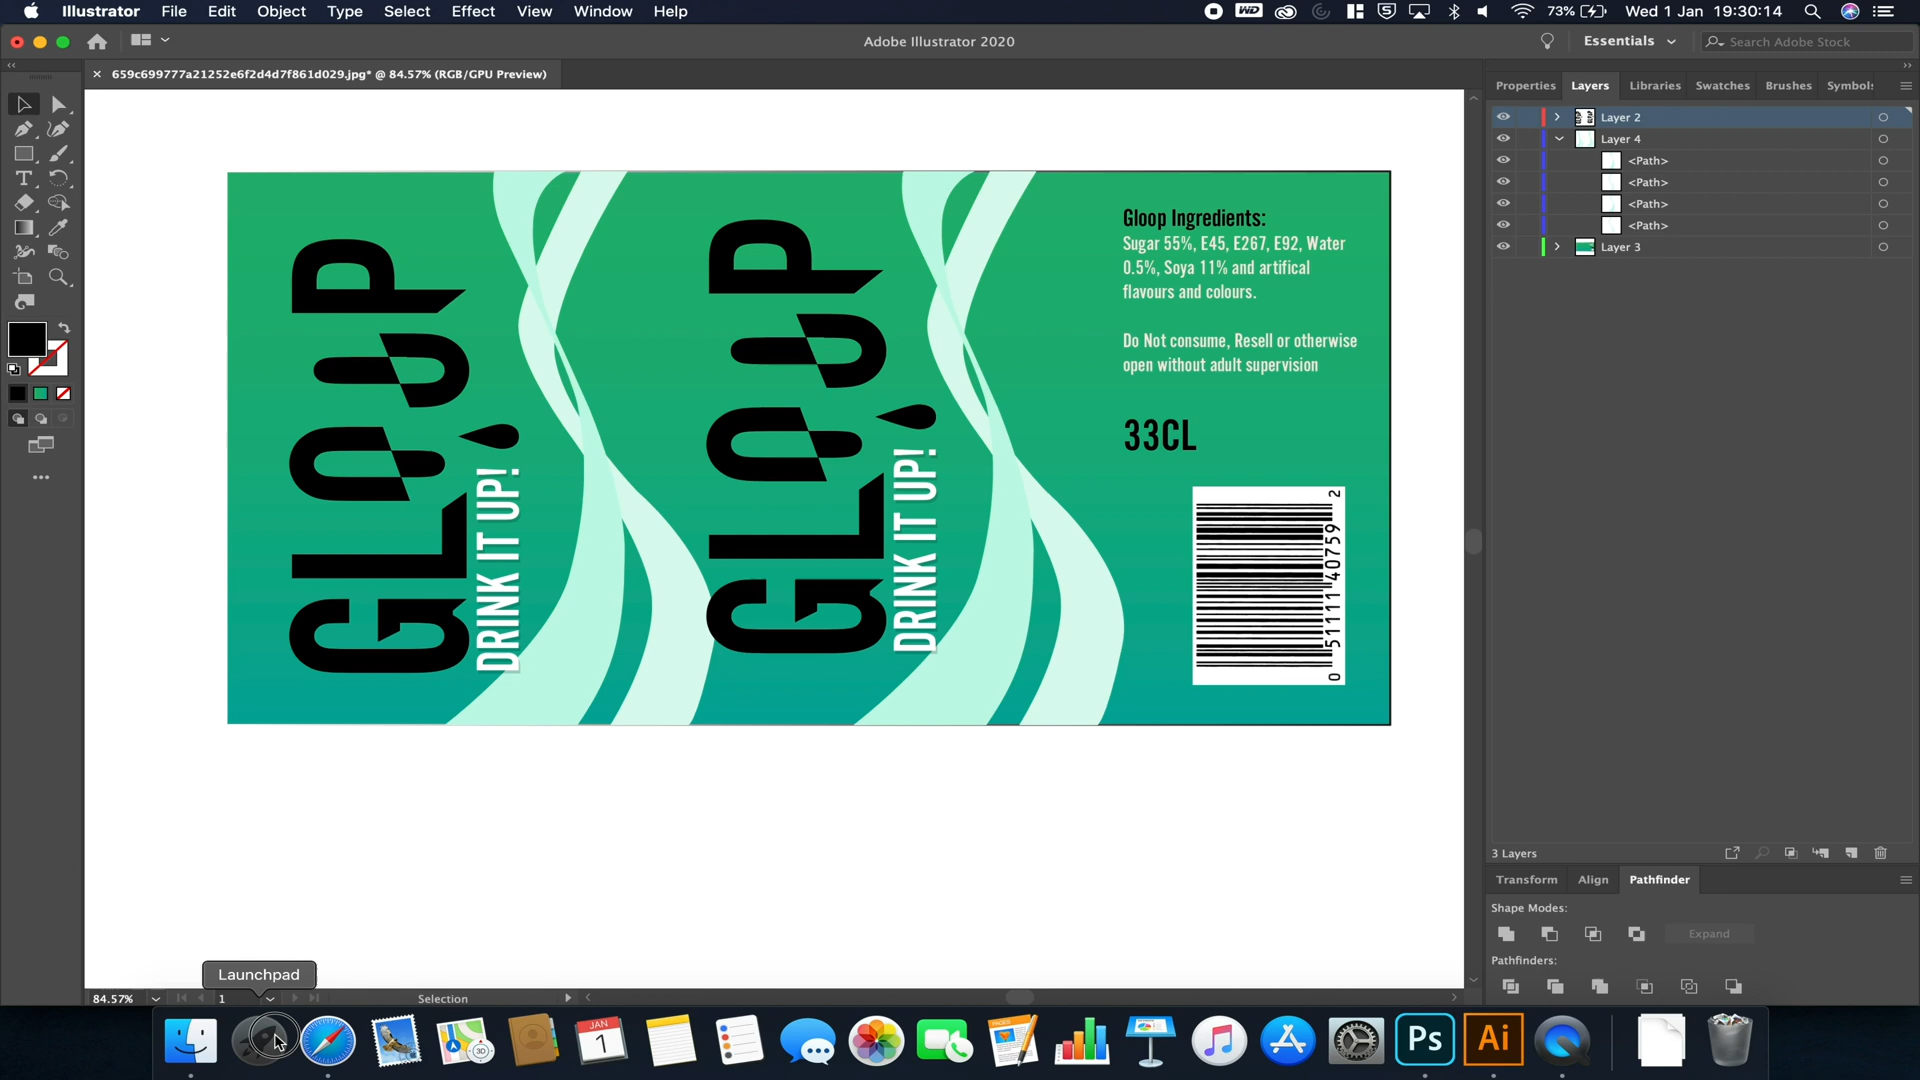 Illustrator File Edit Object Type Select Effect View Window Help
73% Wed 1 Jan 19:30:14
Adobe Illustrator 2020
Essentials
Search Adobe Stock
659c699777a21252e6f2d4d7f861d029.jpg* @ 84.57% (RGB/GPU Preview)
Properties Layers Libraries Swatches Brushes Symbols
Layer 2
Layer 4
<Path>
<Path>
<Path>
<Path>
Layer 3
GLOUP
DRINK IT UP!
GLOUP
DRINK IT UP!
Gloop Ingredients:
Sugar 55%, E45, E267, E92, Water
0.5%, Soya 11% and artifical
flavours and colours.
Do Not consume, Resell or otherwise
open without adult supervision
33CL
0 51111 40759 2
3 Layers
Transform Align Pathfinder
Shape Modes:
Expand
Pathfinders:
Launchpad
84.57% 1 Selection
JAN
1
3D
PAGES
Ps
Ai